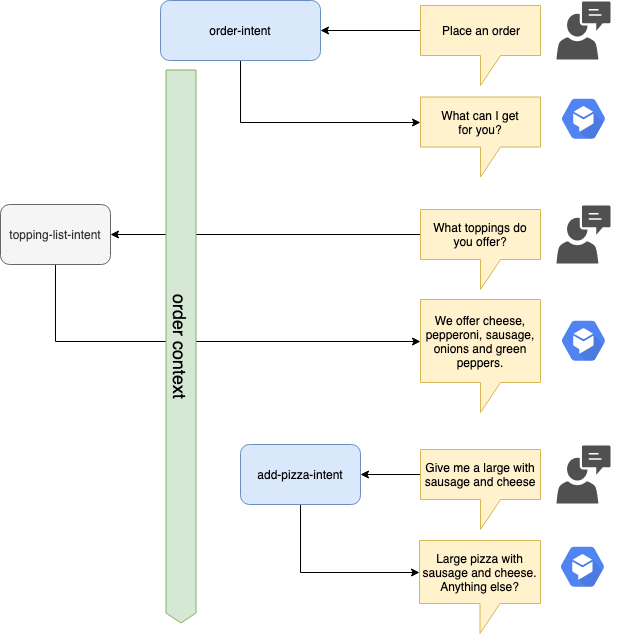 order-intent
Place an order
What can I get
for you?
topping-list-intent
What toppings do
you offer?
order context
We offer cheese,
pepperoni, sausage,
onions and green
peppers.
add-pizza-intent
Give me a large with
sausage and cheese
Large pizza with
sausage and cheese.
Anything else?